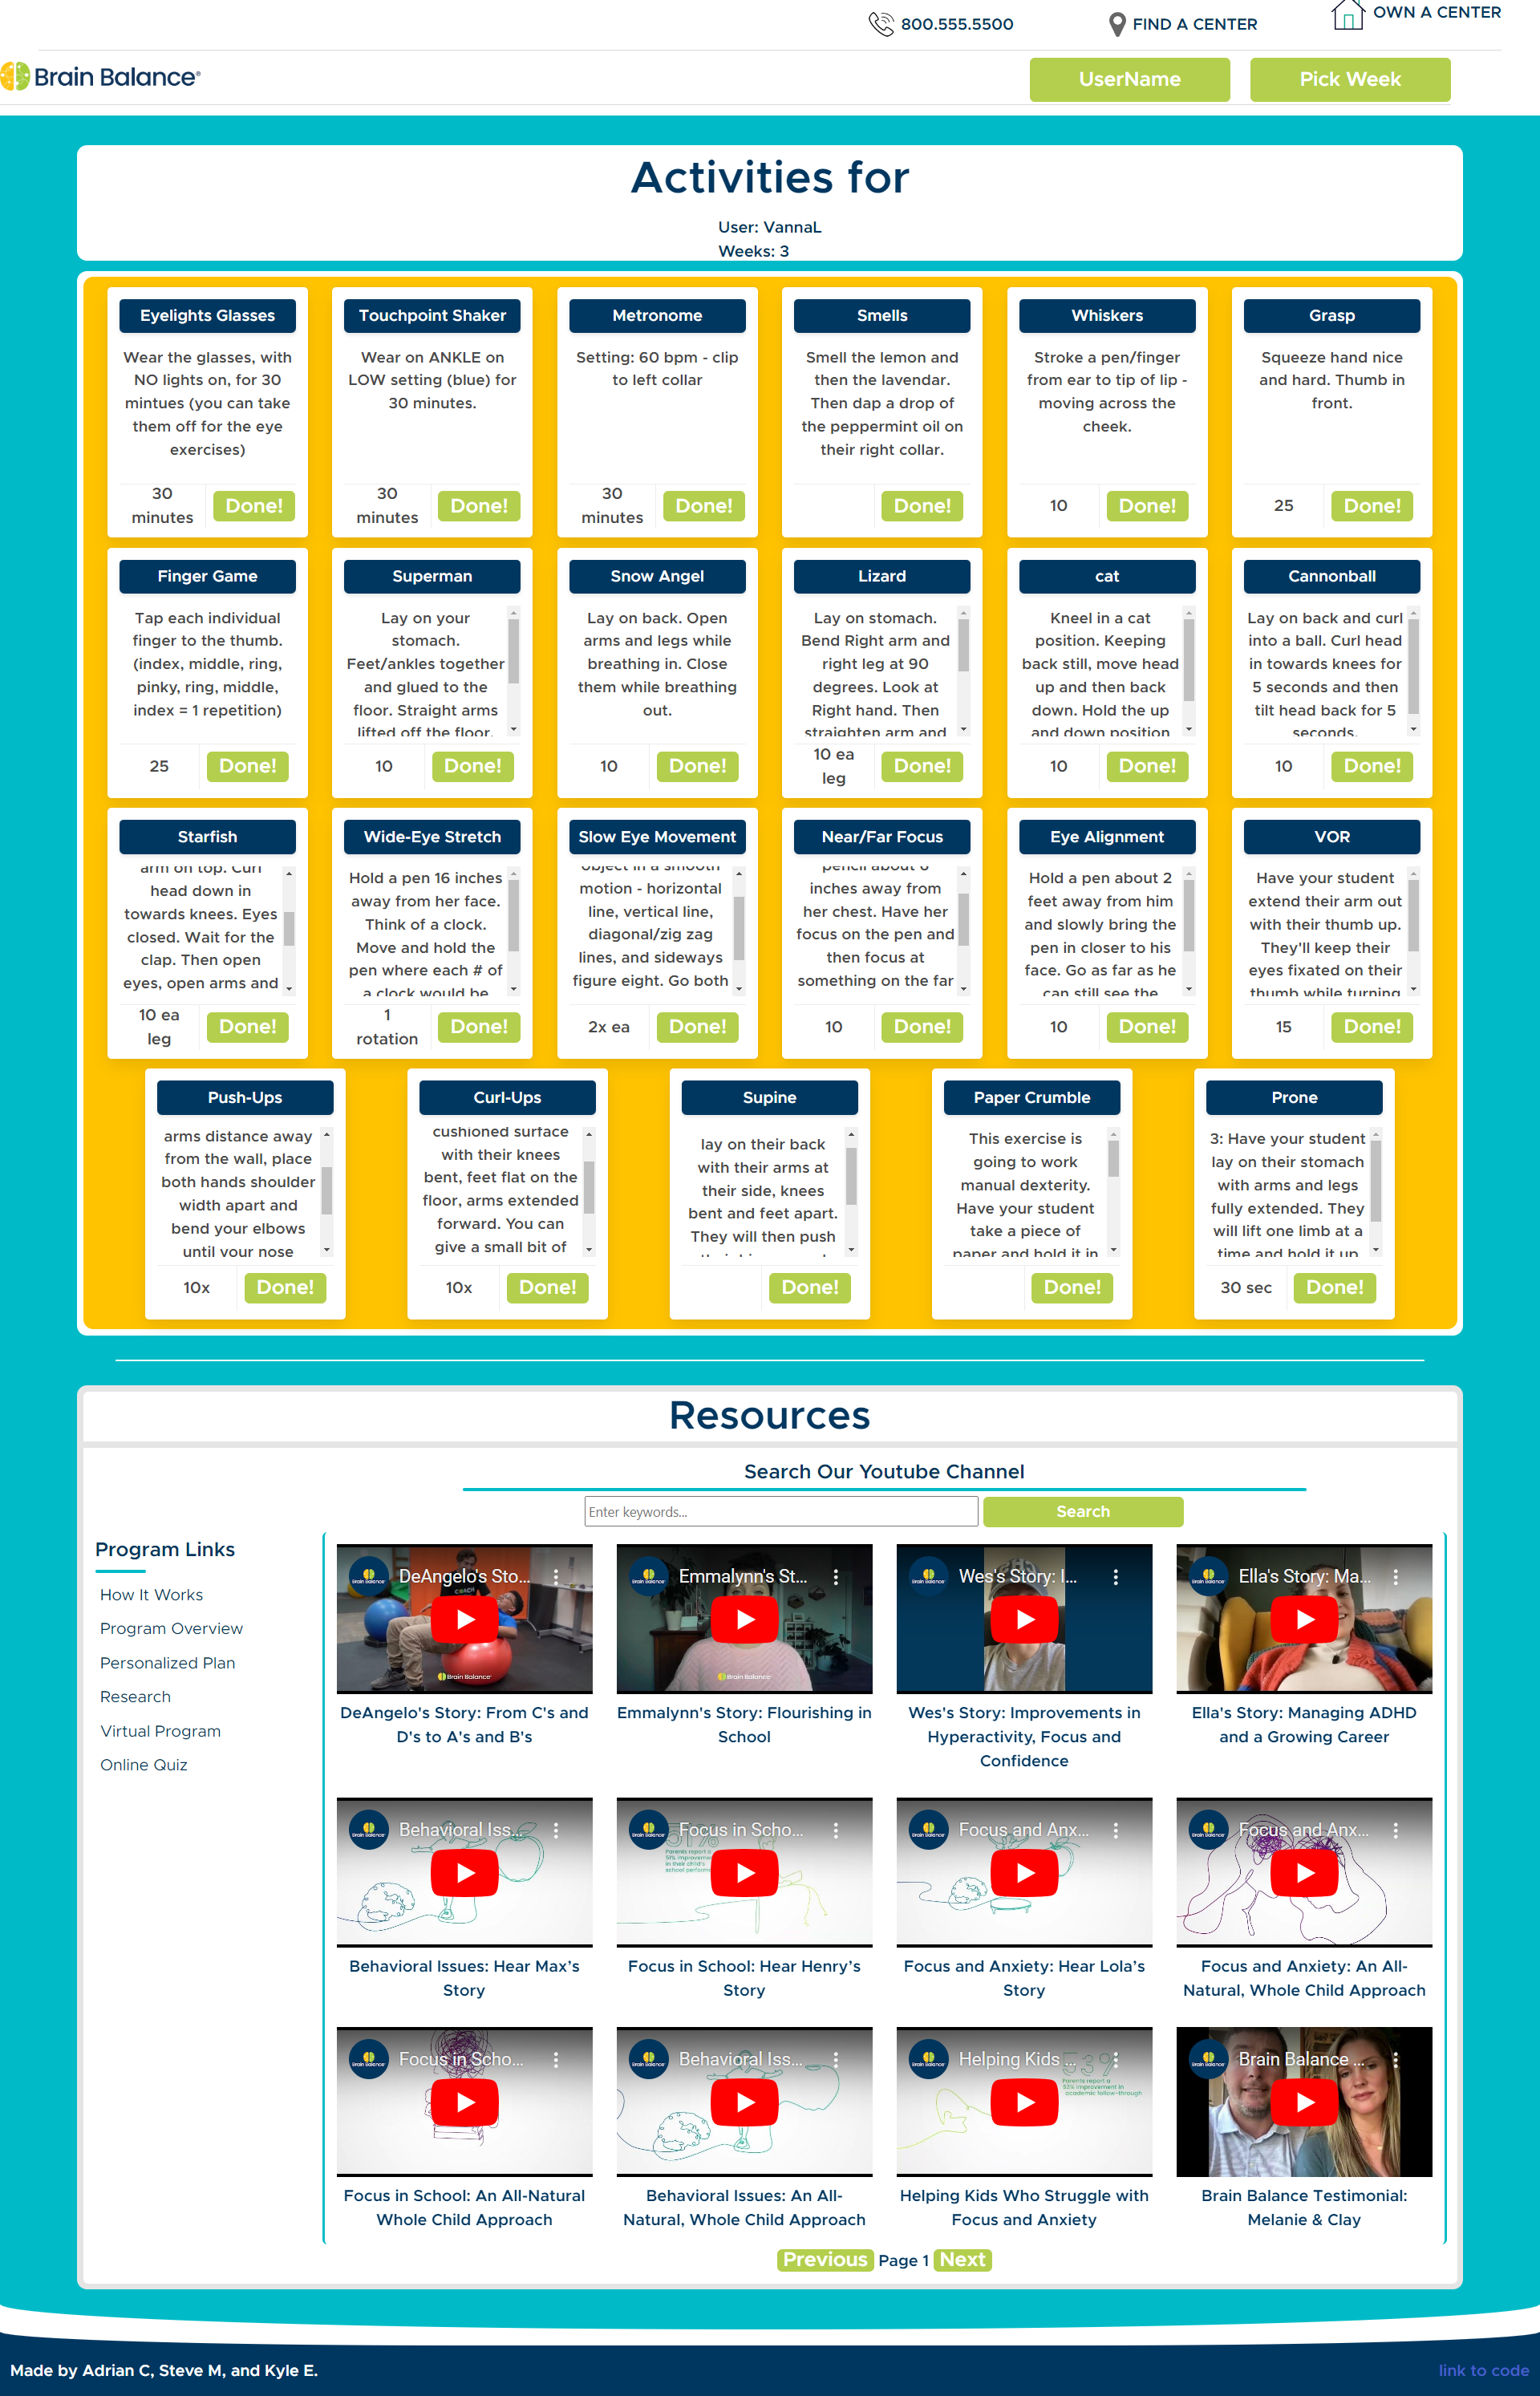 800.555.5500
FIND A CENTER
OWN A CENTER
Brain Balance
UserName
Pick Week
Activities for
User: VannaL
Weeks: 3
Eyelights Glasses
Wear the glasses, with
NO lights on, for 30
mintues (you can take
them off for the eye
exercises)
30
minutes
Done!
Touchpoint Shaker
Wear on ANKLE on
LOW setting (blue) for
30 minutes.
30
minutes
Done!
Metronome
Setting: 60 bpm - clip
to left collar
30
minutes
Done!
Smells
Smell the lemon and
then the lavendar.
Then dap a drop of
the peppermint oil on
their right collar.
Done!
Whiskers
Stroke a pen/finger
from ear to tip of lip -
moving across the
cheek.
10
Done!
Grasp
Squeeze hand nice
and hard. Thumb in
front.
25
Done!
Finger Game
Tap each individual
finger to the thumb.
(index, middle, ring,
pinky, ring, middle,
index = 1 repetition)
25
Done!
Superman
Lay on your
stomach.
Feet/ankles together
and glued to the
floor. Straight arms
lifted off the floor.
10
Done!
Snow Angel
Lay on back. Open
arms and legs while
breathing in. Close
them while breathing
out.
10
Done!
Lizard
Lay on stomach.
Bend Right arm and
right leg at 90
degrees. Look at
Right hand. Then
straighten arm and
10 ea
leg
Done!
cat
Kneel in a cat
position. Keeping
back still, move head
up and then back
down. Hold the up
and down position
10
Done!
Cannonball
Lay on back and curl
into a ball. Curl head
in towards knees for
5 seconds and then
tilt head back for 5
seconds.
10
Done!
Starfish
arm on top. Curl
head down in
towards knees. Eyes
closed. Wait for the
clap. Then open
eyes, open arms and
10 ea
leg
Done!
Wide-Eye Stretch
Hold a pen 16 inches
away from her face.
Think of a clock.
Move and hold the
pen where each # of
a clock would be
1
rotation
Done!
Slow Eye Movement
object in a smooth
motion - horizontal
line, vertical line,
diagonal/zig zag
lines, and sideways
figure eight. Go both
2x ea
Done!
Near/Far Focus
pencil about 6
inches away from
her chest. Have her
focus on the pen and
then focus at
something on the far
10
Done!
Eye Alignment
Hold a pen about 2
feet away from him
and slowly bring the
pen in closer to his
face. Go as far as he
can still see the
10
Done!
VOR
Have your student
extend their arm out
with their thumb up.
They'll keep their
eyes fixated on their
thumb while turning
15
Done!
Push-Ups
arms distance away
from the wall, place
both hands shoulder
width apart and
bend your elbows
until your nose
10x
Done!
Curl-Ups
cushioned surface
with their knees
bent, feet flat on the
floor, arms extended
forward. You can
give a small bit of
10x
Done!
Supine
lay on their back
with their arms at
their side, knees
bent and feet apart.
They will then push
Done!
Paper Crumble
This exercise is
going to work
manual dexterity.
Have your student
take a piece of
paper and hold it in
Done!
Prone
3: Have your student
lay on their stomach
with arms and legs
fully extended. They
will lift one limb at a
time and hold it up
30 sec
Done!
Resources
Search Our Youtube Channel
Enter keywords...
Search
Program Links
How It Works
Program Overview
Personalized Plan
Research
Virtual Program
Online Quiz
DeAngelo's Sto...
COACH
Brain Balance
DeAngelo's Story: From C's and
D's to A's and B's
Emmalynn's St...
Brain Balance
Emmalynn's Story: Flourishing in
School
Wes's Story: I...
Wes's Story: Improvements in
Hyperactivity, Focus and
Confidence
Ella's Story: Ma...
Ella's Story: Managing ADHD
and a Growing Career
Behavioral Iss...
Behavioral Issues: Hear Max’s
Story
Focus in Scho...
Parents report a
improvement
in their child's
school
Focus in School: Hear Henry’s
Story
Focus and Anx...
Focus and Anxiety: Hear Lola’s
Story
Focus and Anx...
Focus and Anxiety: An All-
Natural, Whole Child Approach
Focus in Scho...
Focus in School: An All-Natural
Whole Child Approach
Behavioral Iss...
Behavioral Issues: An All-
Natural, Whole Child Approach
Helping Kids ...
Parents report a
improvement in
academic follow-through
Helping Kids Who Struggle with
Focus and Anxiety
Brain Balance ...
Brain Balance Testimonial:
Melanie & Clay
Previous
Page 1
Next
Made by Adrian C, Steve M, and Kyle E.
link to code